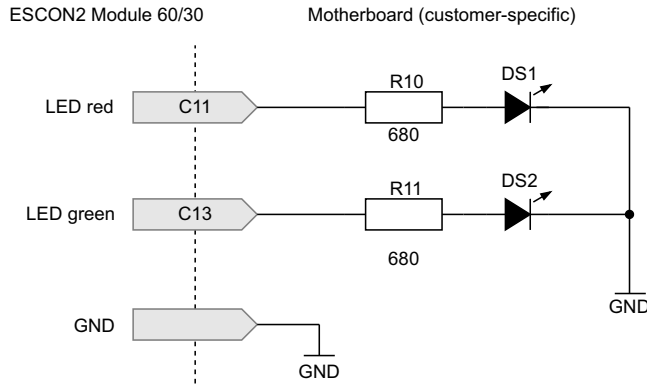 ESCON2 Module 60/30
Motherboard (customer-specific)
LED red
C11
R10
680
DS1
LED green
C13
R11
680
DS2
GND
GND
GND